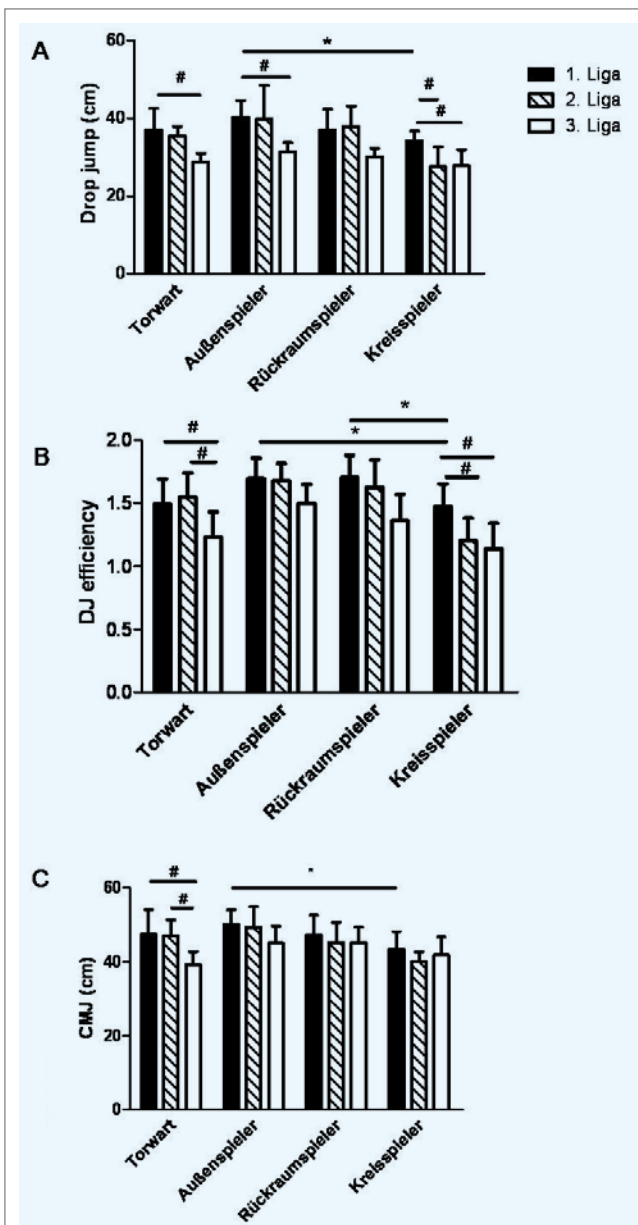 A
Drop jump (cm)
60
40
20
0
*
#
#
#
#
1. Liga
2. Liga
3. Liga
Torwart
Außenspieler
Rückraumspieler
Kreisspieler
B
DJ efficiency
2.0
1.5
1.0
0.5
0.0
*
*
#
#
#
#
Torwart
Außenspieler
Rückraumspieler
Kreisspieler
C
CMJ (cm)
60
40
20
0
#
#
*
Torwart
Außenspieler
Rückraumspieler
Kreisspieler